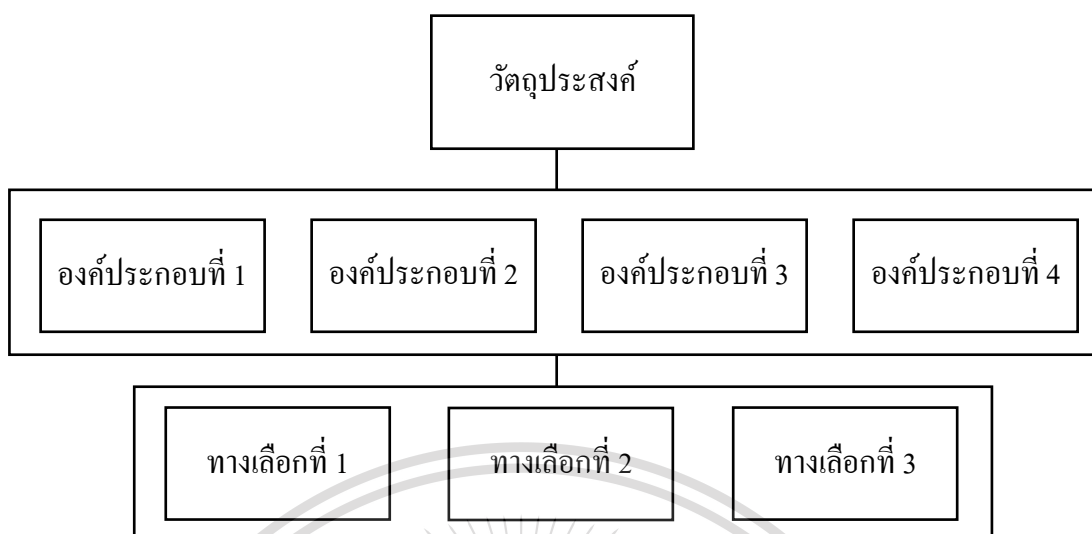 วัตถุประสงค์
องค์ประกอบที่ 1 องค์ประกอบที่ 2 องค์ประกอบที่ 3 องค์ประกอบที่ 4
ทางเลือกที่ 1 ทางเลือกที่ 2 ทางเลือกที่ 3